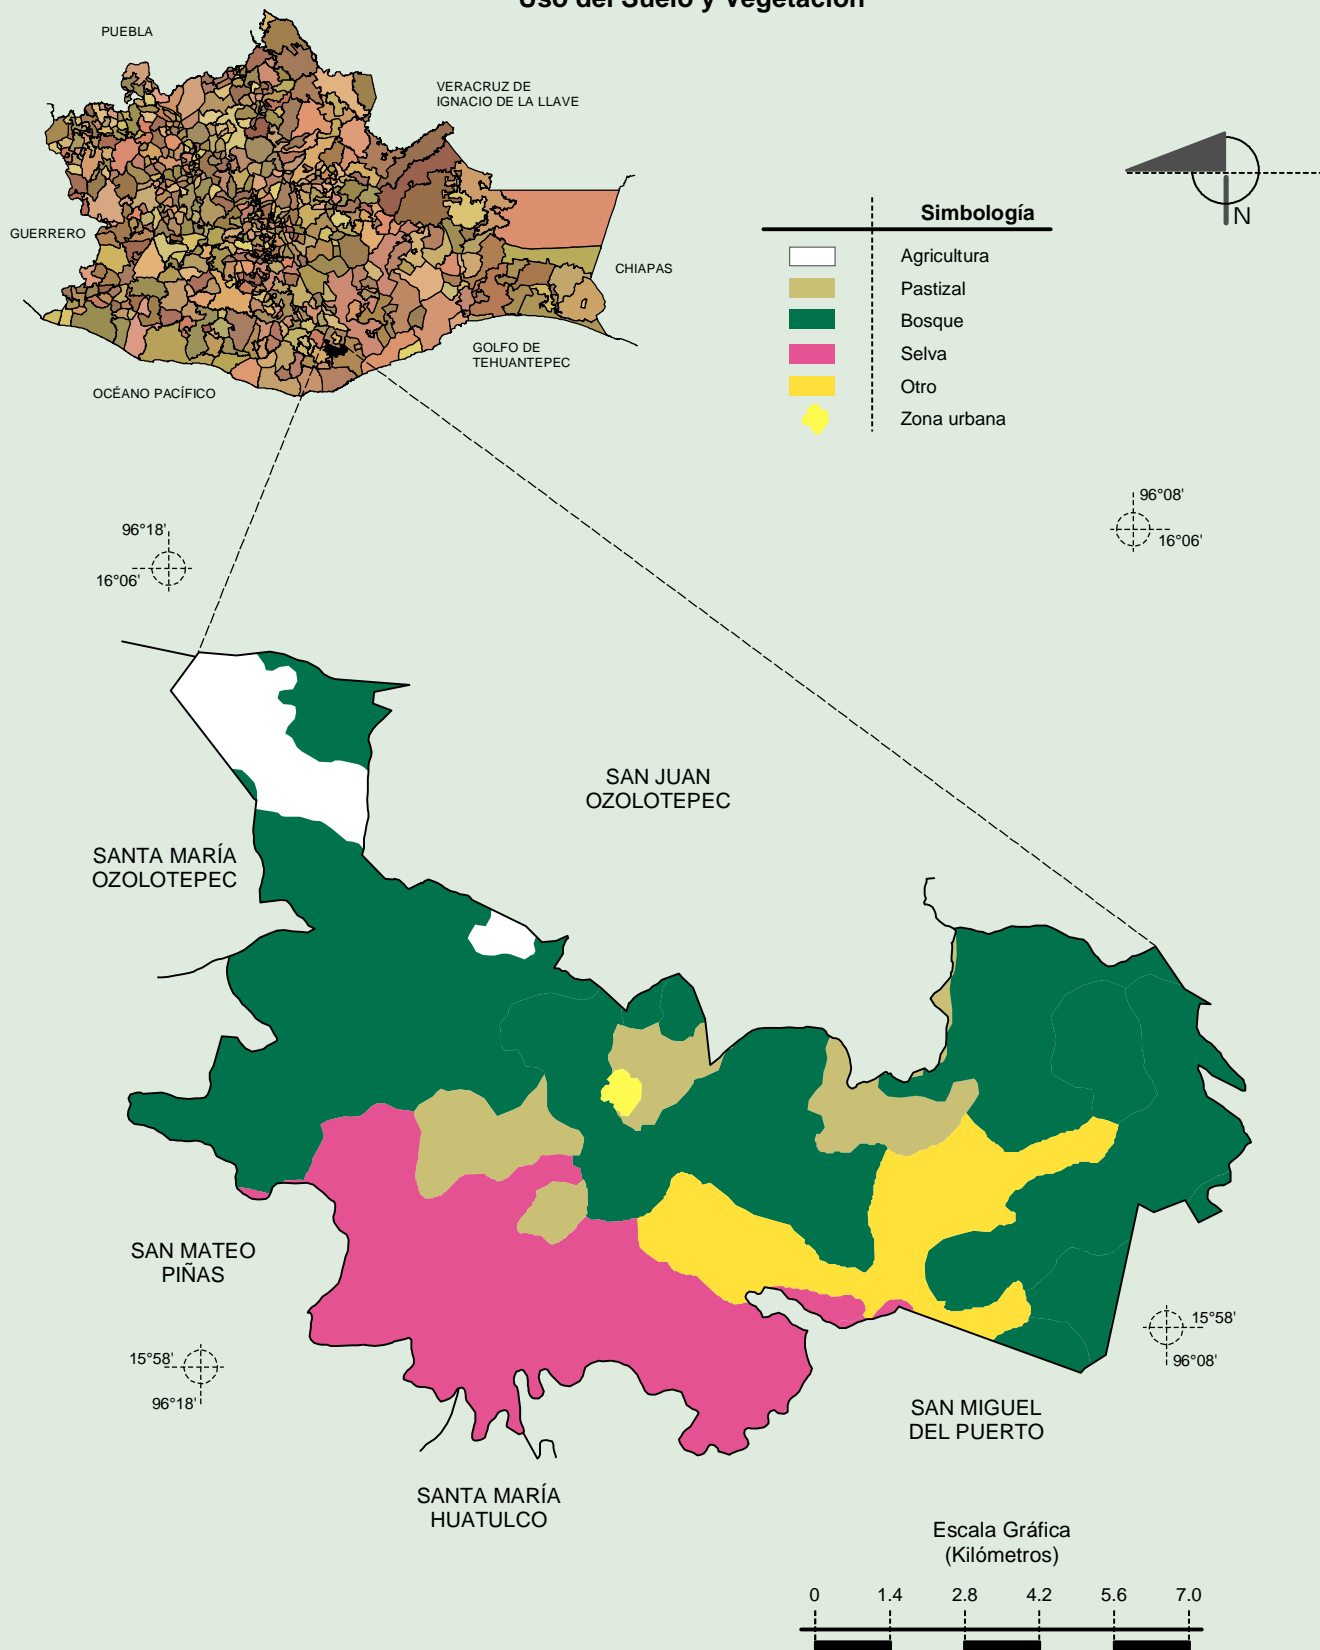 Uso del Suelo y Vegetación
PUEBLA
VERACRUZ DE
IGNACIO DE LA LLAVE
GUERRERO
CHIAPAS
GOLFO DE
TEHUANTEPEC
OCÉANO PACÍFICO
N
Simbología
Agricultura
Pastizal
Bosque
Selva
Otro
Zona urbana
96°18'
16°06'
96°08'
16°06'
SAN JUAN
OZOLOTEPEC
SANTA MARÍA
OZOLOTEPEC
SAN MATEO
PIÑAS
15°58'
96°18'
15°58'
96°08'
SAN MIGUEL
DEL PUERTO
SANTA MARÍA
HUATULCO
Escala Gráfica
(Kilómetros)
0 1.4 2.8 4.2 5.6 7.0